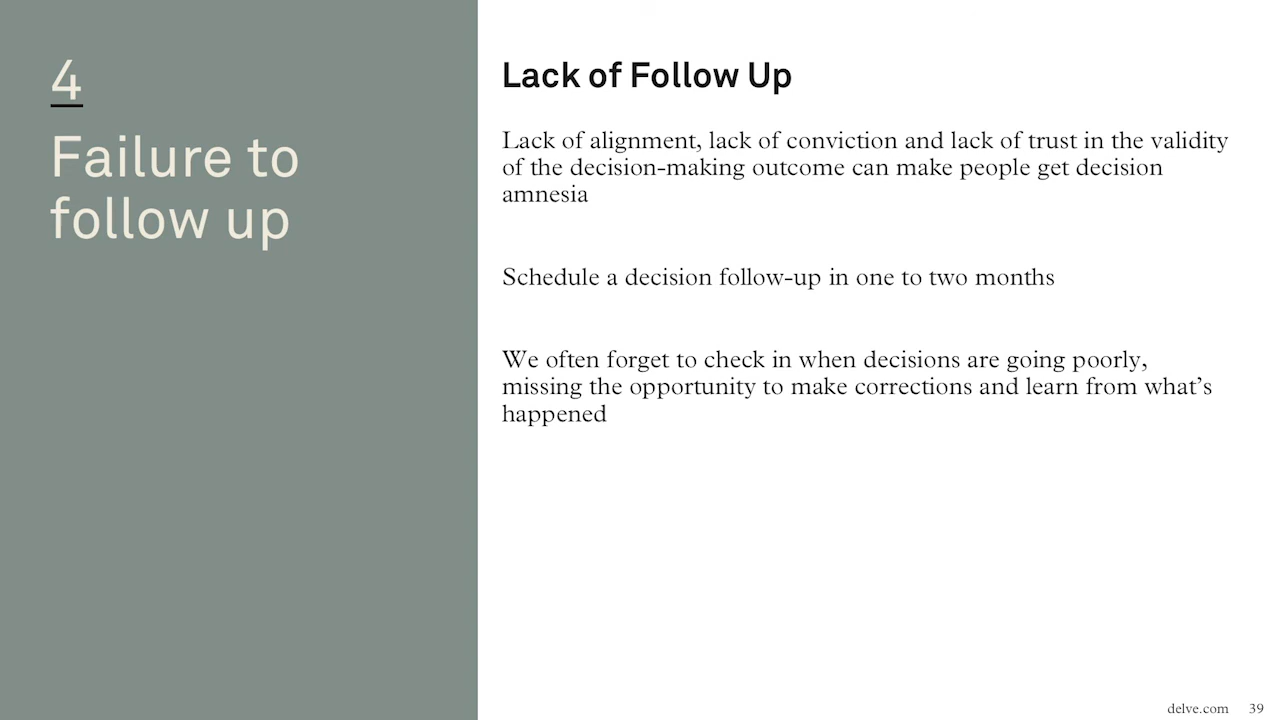 4
Failure to
follow up
Lack of Follow Up
Lack of alignment, lack of conviction and lack of trust in the validity
of the decision-making outcome can make people get decision
amnesia
Schedule a decision follow-up in one to two months
We often forget to check in when decisions are going poorly,
missing the opportunity to make corrections and learn from what’s
happened
delve.com 39